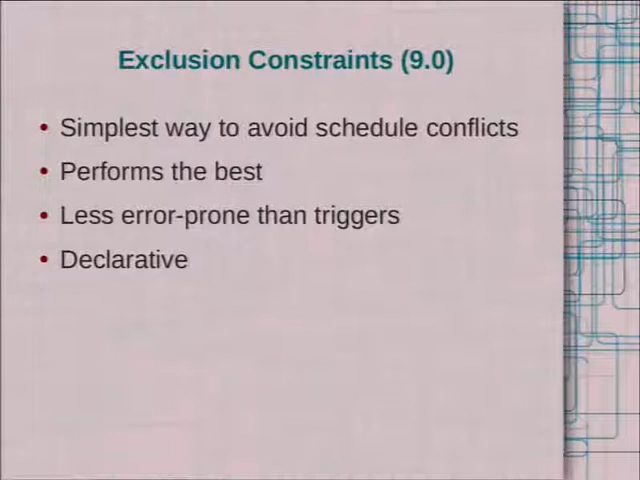 Exclusion Constraints (9.0)
• Simplest way to avoid schedule conflicts
• Performs the best
• Less error-prone than triggers
• Declarative